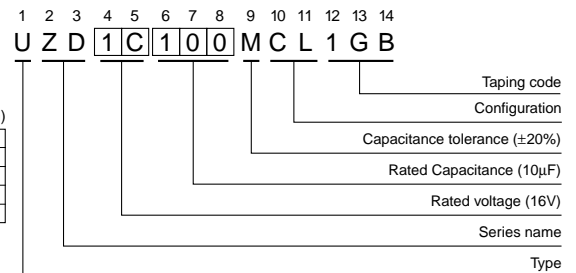 1 2 3 4 5 6 7 8 9 10 11 12 13 14
U Z D 1 C 1 0 0 M C L 1 G B
Taping code
Configuration
)
Capacitance tolerance (±20%)
Rated Capacitance (10μF)
Rated voltage (16V)
Series name
Type